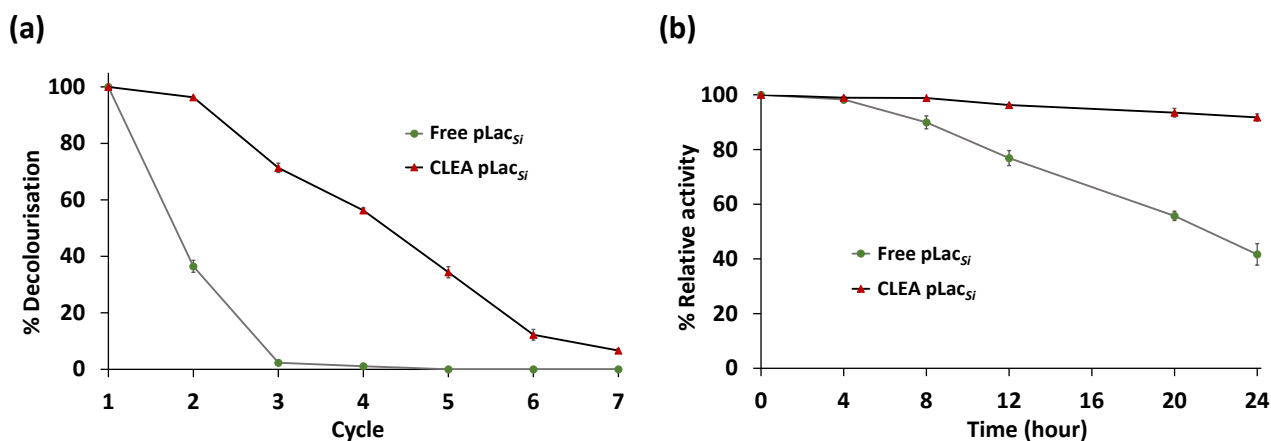 (a)
% Decolourisation
100
80
60
40
20
0
Free pLacSi
CLEA pLacSi
1 2 3 4 5 6 7
Cycle
(b)
% Relative activity
100
80
60
40
20
0
Free pLacSi
CLEA pLacSi
0 4 8 12 16 20 24
Time (hour)